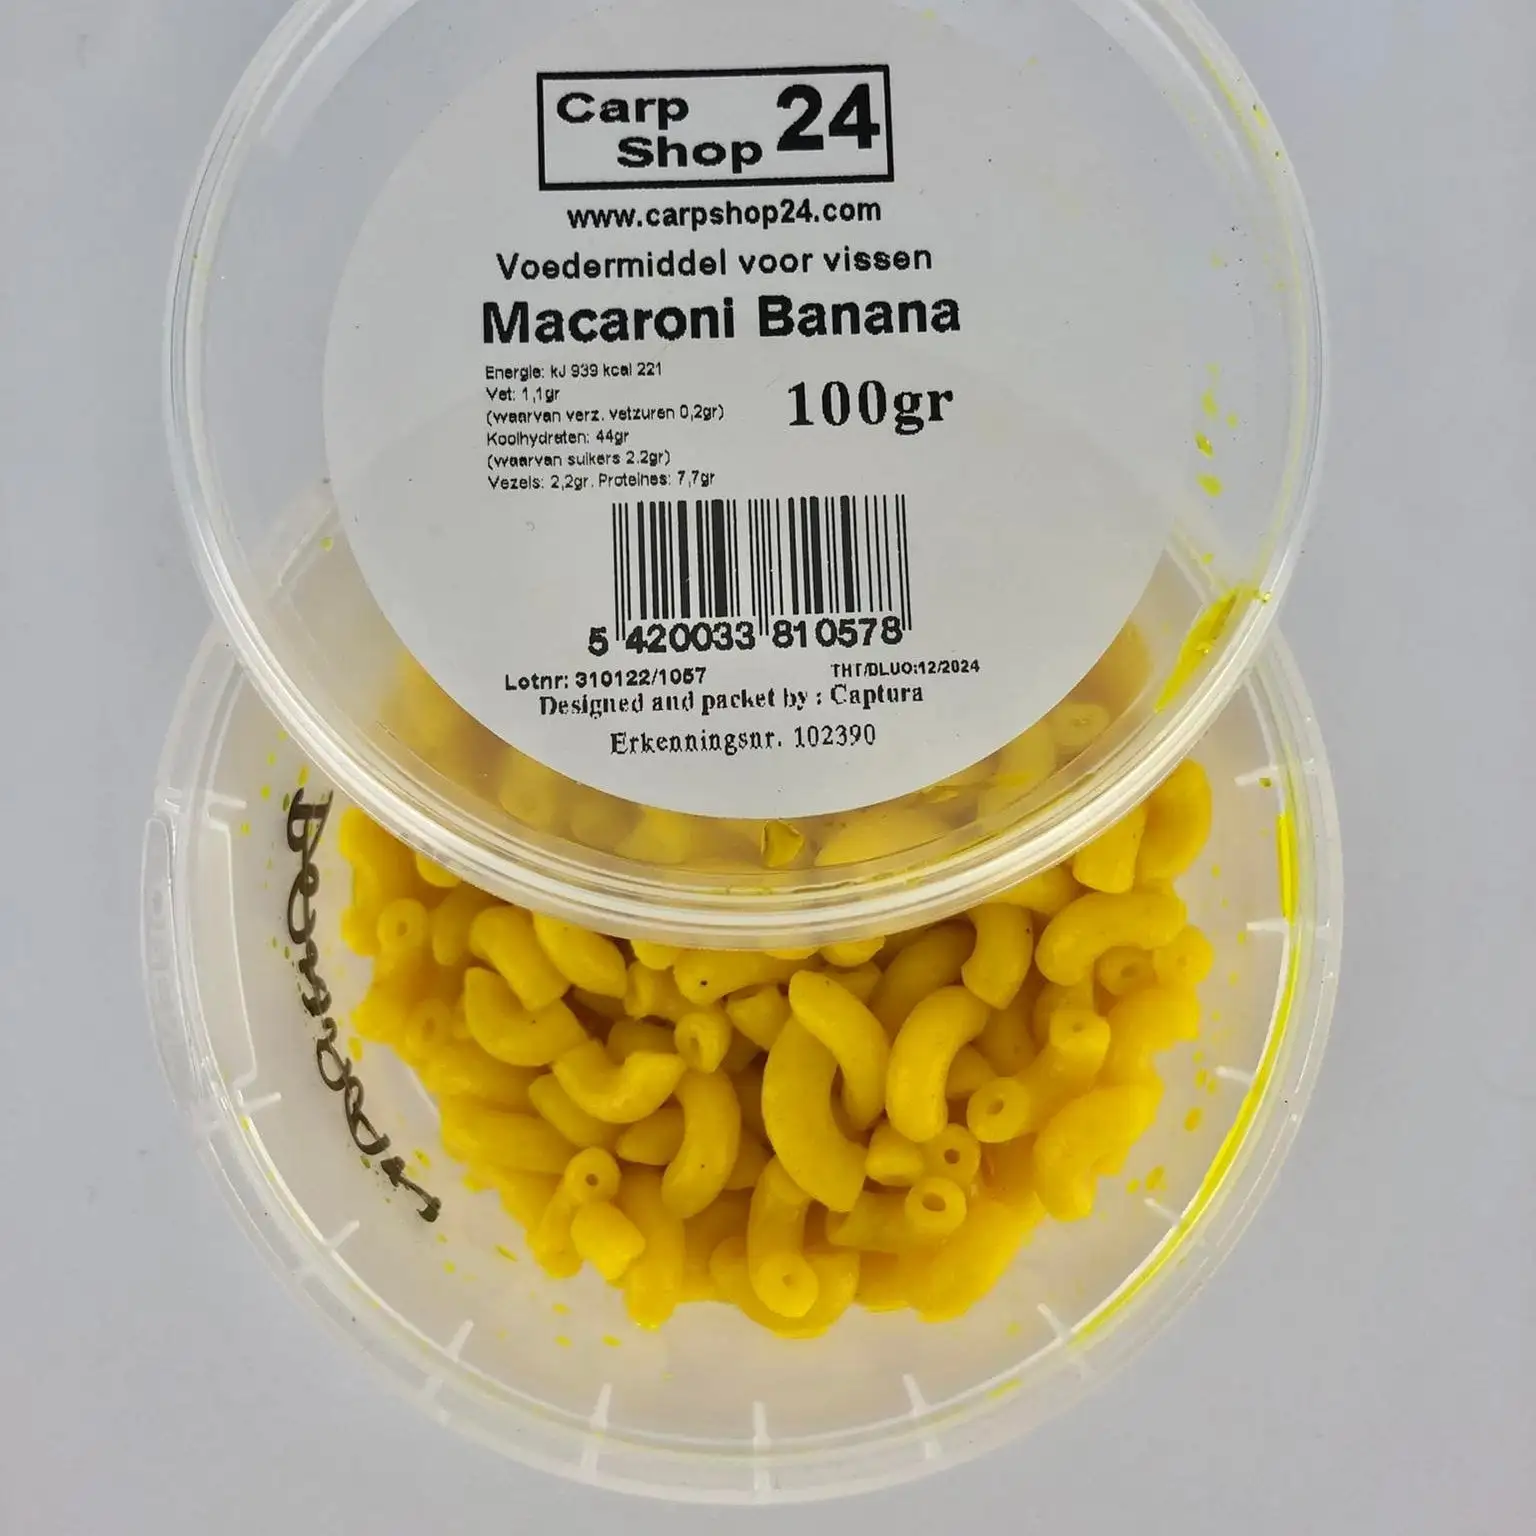 Carp
Shop 24
www.carpshop24.com
Voedermiddel voor vissen
Macaroni Banana
Energie: kJ 939 kcal 221
Vet: 1,1gr
(waarvan verz. vetzuren 0,2gr)
Koolhydraten: 44gr
(waarvan suikers 2.2gr)
Vezels: 2,2gr. Proteïnes: 7,7gr
100gr
5 420033 810578
Lotnr: 310122/1057
THT/DLUO:12/2024
Designed and packet by : Captura
Erkenningsnr. 102390